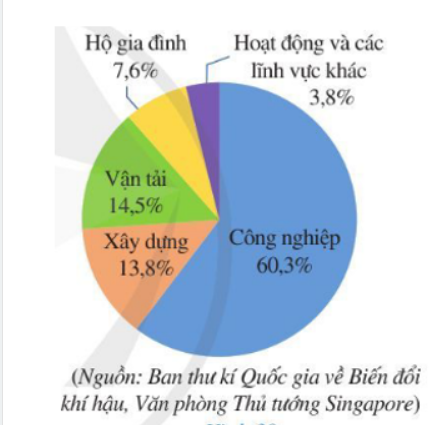 Hộ gia đình
7,6%
Hoạt động và các
lĩnh vực khác
3,8%
Vận tải
14,5%
Xây dựng
13,8%
Công nghiệp
60,3%
(Nguồn: Ban thư kí Quốc gia về Biến đổi
khí hậu, Văn phòng Thủ tướng Singapore)